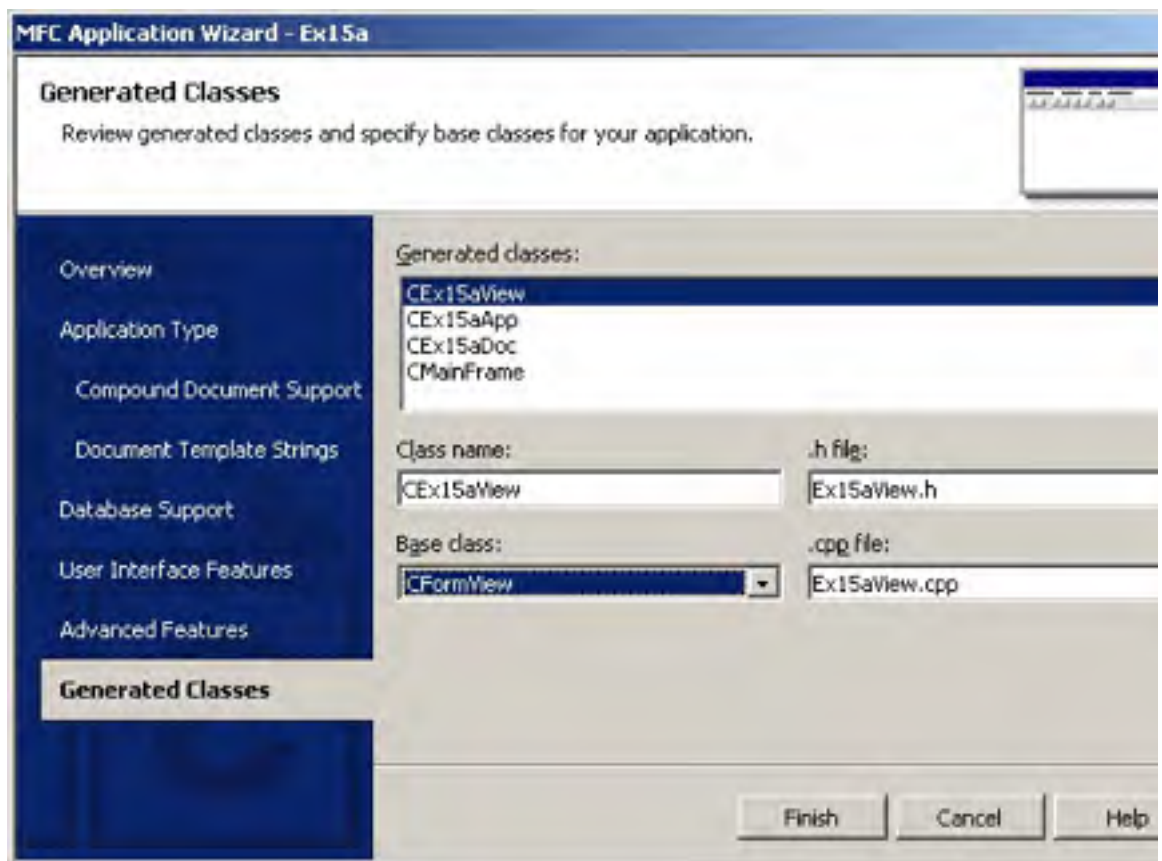 MFC Application Wizard - Ex15a
Generated Classes
Review generated classes and specify base classes for your application.
Overview
Application Type
Compound Document Support
Document Template Strings
Database Support
User Interface Features
Advanced Features
Generated Classes
Generated classes:
CEx15aView
CEx15aApp
CEx15aDoc
CMainFrame
Class name:
.h file:
CEx15aView
Ex15aView.h
Base class:
.cpp file:
CFormView
Ex15aView.cpp
Finish
Cancel
Help